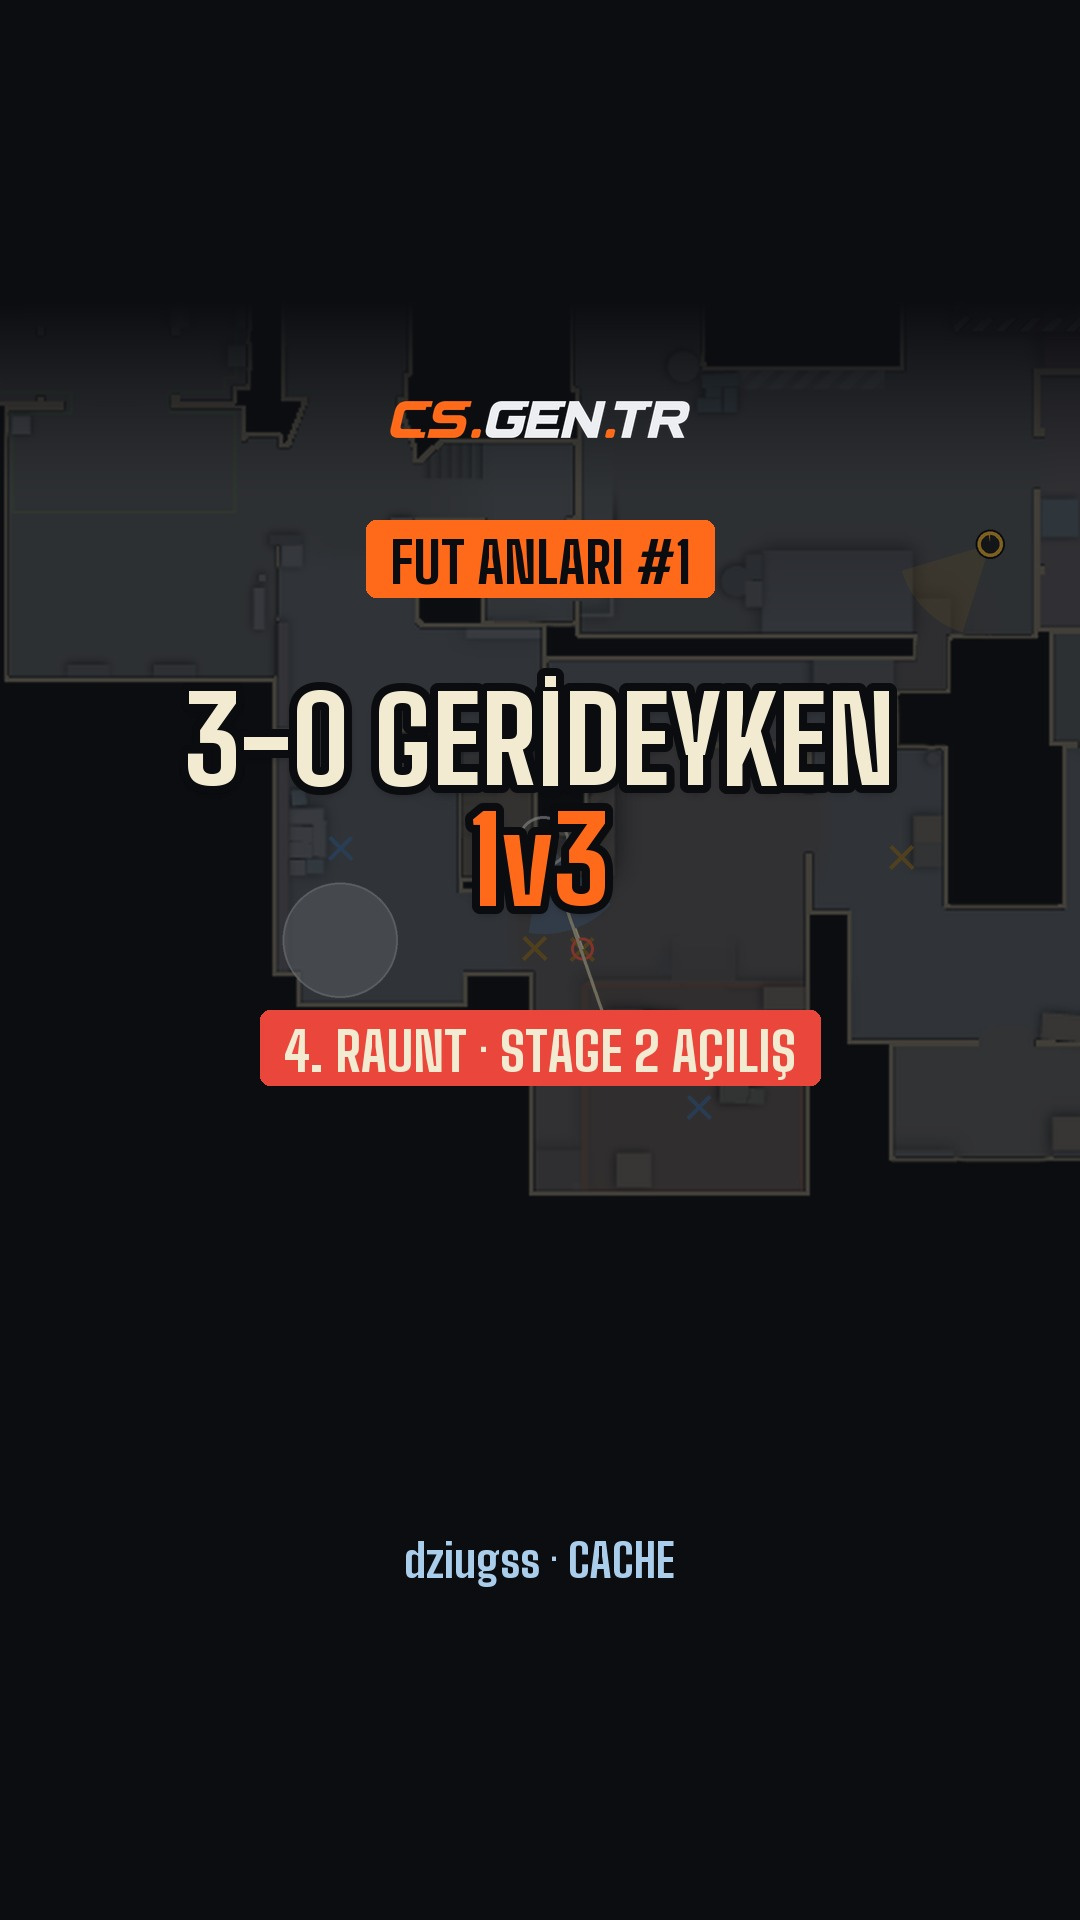 CS.GEN.TR
FUT ANLARI #1
3-0 GERİDEYKEN
1v3
4. RAUNT · STAGE 2 AÇILIŞ
dziugss · CACHE